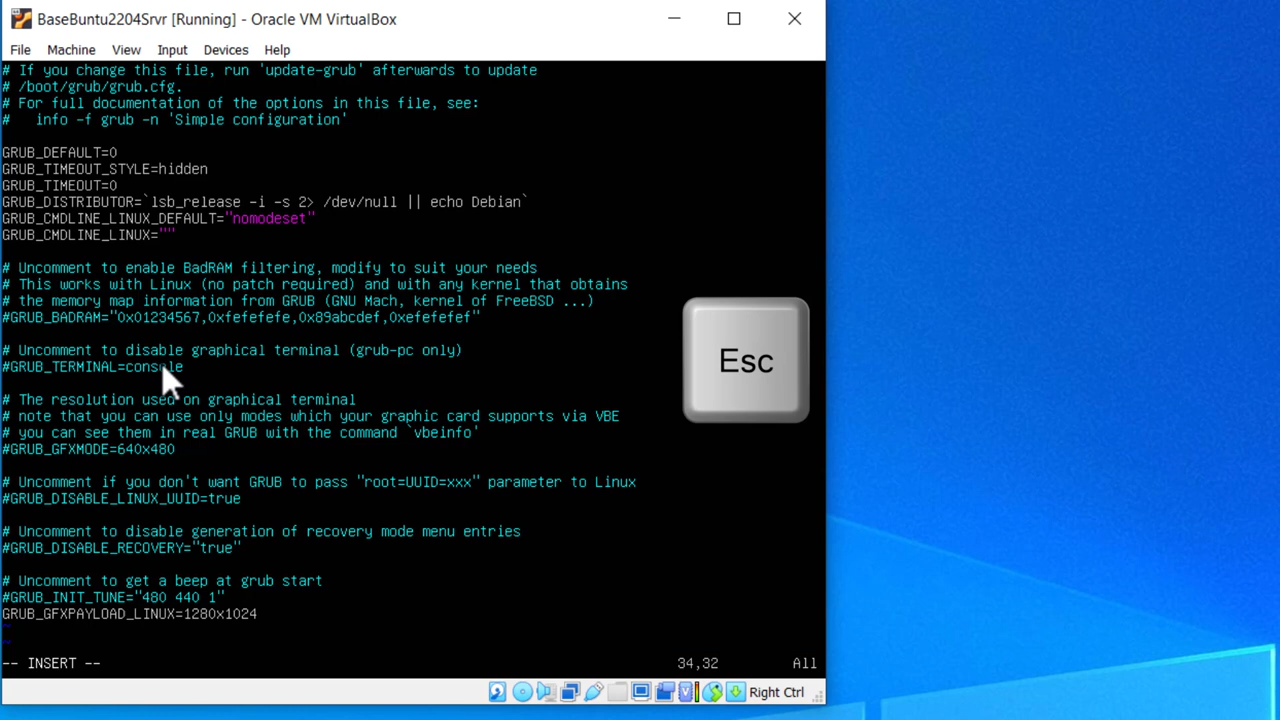 BaseBuntu2204Srvr [Running] - Oracle VM VirtualBox
File Machine View Input Devices Help
# If you change this file, run 'update-grub' afterwards to update
# /boot/grub/grub.cfg.
# For full documentation of the options in this file, see:
#   info -f grub -n 'Simple configuration'
GRUB_DEFAULT=0
GRUB_TIMEOUT_STYLE=hidden
GRUB_TIMEOUT=0
GRUB_DISTRIBUTOR=`lsb_release -i -s 2> /dev/null || echo Debian`
GRUB_CMDLINE_LINUX_DEFAULT="nomodeset"
GRUB_CMDLINE_LINUX=""
# Uncomment to enable BadRAM filtering, modify to suit your needs
# This works with Linux (no patch required) and with any kernel that obtains
# the memory map information from GRUB (GNU Mach, kernel of FreeBSD ...)
#GRUB_BADRAM="0x01234567,0xfefefefe,0x89abcdef,0xefefefef"
# Uncomment to disable graphical terminal (grub-pc only)
#GRUB_TERMINAL=console
# The resolution used on graphical terminal
# note that you can use only modes which your graphic card supports via VBE
# you can see them in real GRUB with the command `vbeinfo'
#GRUB_GFXMODE=640x480
# Uncomment if you don't want GRUB to pass "root=UUID=xxx" parameter to Linux
#GRUB_DISABLE_LINUX_UUID=true
# Uncomment to disable generation of recovery mode menu entries
#GRUB_DISABLE_RECOVERY="true"
# Uncomment to get a beep at grub start
#GRUB_INIT_TUNE="480 440 1"
GRUB_GFXPAYLOAD_LINUX=1280x1024
~
~
-- INSERT -- 34,32 All
Right Ctrl
Esc